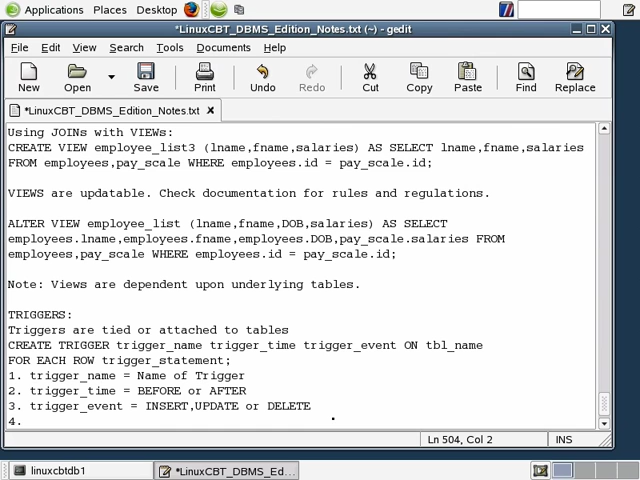 Applications Places Desktop
*LinuxCBT_DBMS_Edition_Notes.txt (~) - gedit
File Edit View Search Tools Documents Help
New Open Save Print Undo Redo Cut Copy Paste Find Replace
*LinuxCBT_DBMS_Edition_Notes.txt x
Using JOINs with VIEWs:
CREATE VIEW employee_list3 (lname,fname,salaries) AS SELECT lname,fname,salaries
FROM employees,pay_scale WHERE employees.id = pay_scale.id;
VIEWS are updatable. Check documentation for rules and regulations.
ALTER VIEW employee_list (lname,fname,DOB,salaries) AS SELECT
employees.lname,employees.fname,employees.DOB,pay_scale.salaries FROM
employees,pay_scale WHERE employees.id = pay_scale.id;
Note: Views are dependent upon underlying tables.
TRIGGERS:
Triggers are tied or attached to tables
CREATE TRIGGER trigger_name trigger_time trigger_event ON tbl_name
FOR EACH ROW trigger_statement;
1. trigger_name = Name of Trigger
2. trigger_time = BEFORE or AFTER
3. trigger_event = INSERT,UPDATE or DELETE
4.
Ln 504, Col 2 INS
linuxcbtdb1 *LinuxCBT_DBMS_Ed...